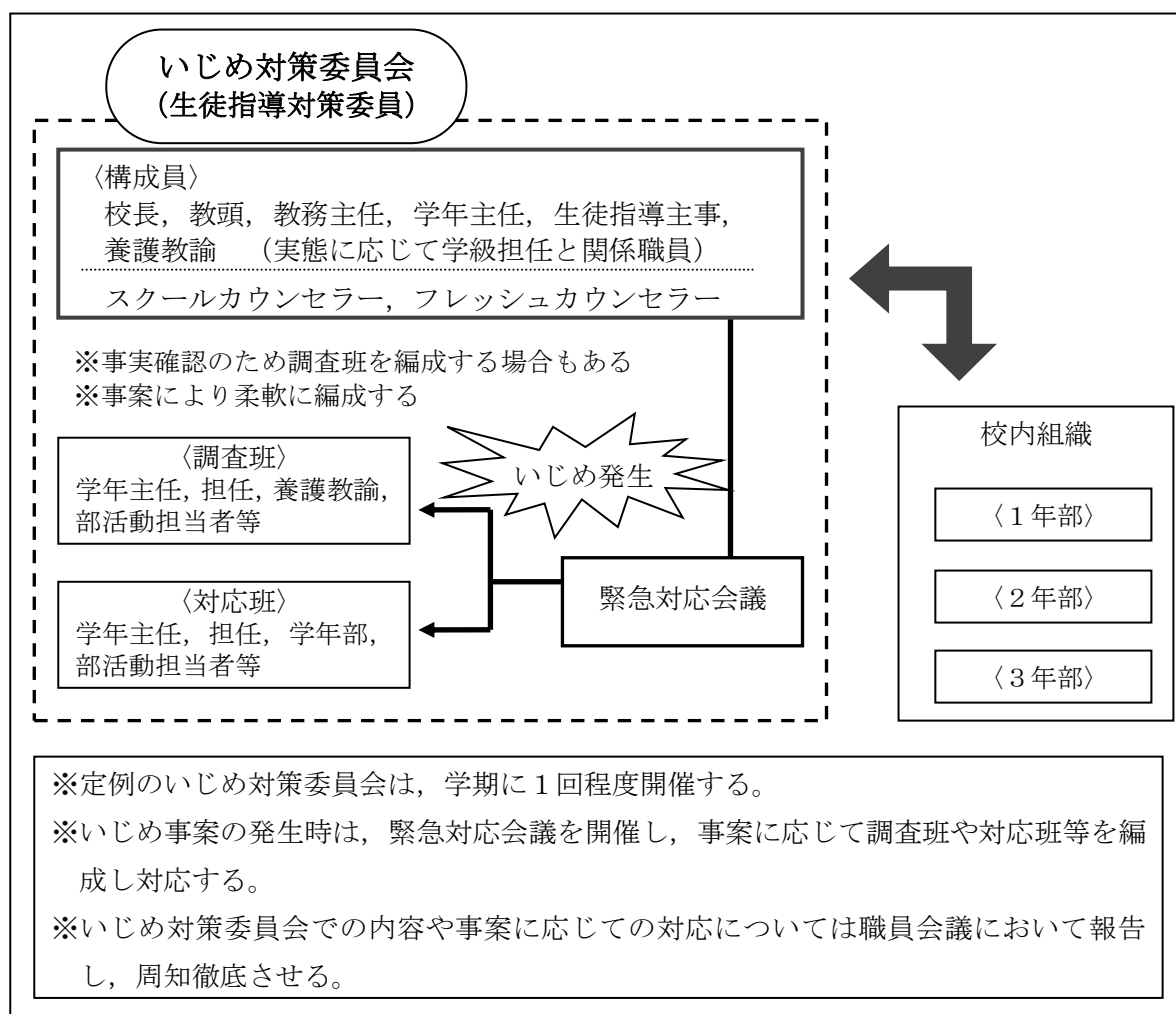 いじめ対策委員会
（生徒指導対策委員）
〈構成員〉
校長，教頭，教務主任，学年主任，生徒指導主事，
養護教諭　（実態に応じて学級担任と関係職員）
スクールカウンセラー，フレッシュカウンセラー
※事実確認のため調査班を編成する場合もある
※事案により柔軟に編成する
〈調査班〉
学年主任，担任，養護教諭，
部活動担当者等
いじめ発生
〈対応班〉
学年主任，担任，学年部，
部活動担当者等
緊急対応会議
校内組織
〈１年部〉
〈２年部〉
〈３年部〉
※定例のいじめ対策委員会は，学期に１回程度開催する。
※いじめ事案の発生時は，緊急対応会議を開催し，事案に応じて調査班や対応班等を編
成し対応する。
※いじめ対策委員会での内容や事案に応じての対応については職員会議において報告
し，周知徹底させる。